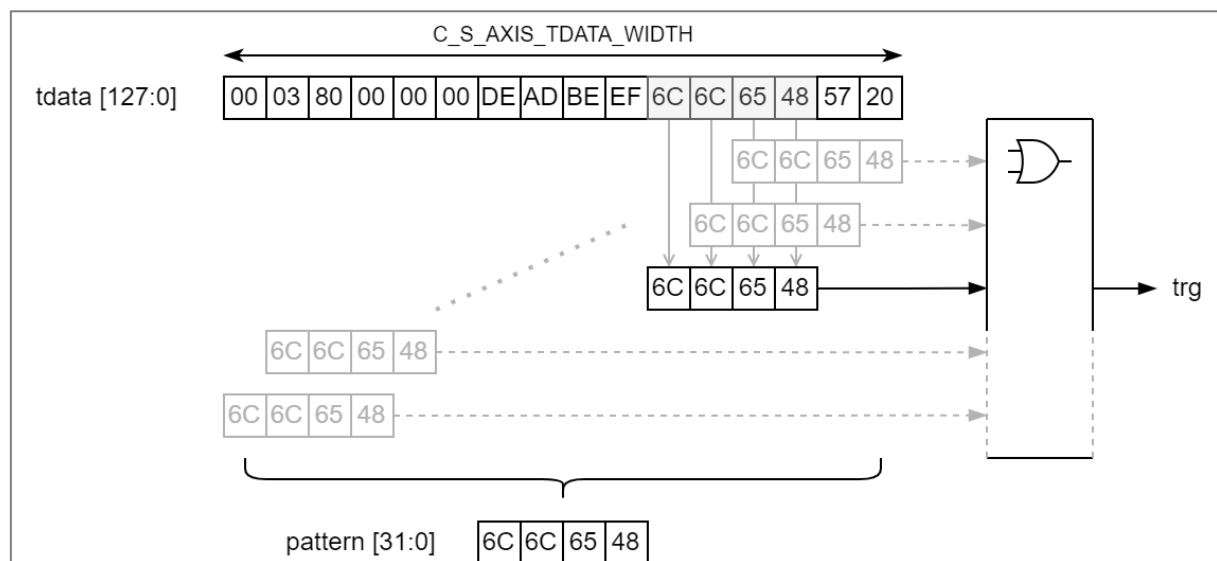 C_S_AXIS_TDATA_WIDTH
tdata [127:0] 00 03 80 00 00 00 DE AD BE EF 6C 6C 65 48 57 20
6C 6C 65 48
6C 6C 65 48
6C 6C 65 48
trg
6C 6C 65 48
6C 6C 65 48
pattern [31:0] 6C 6C 65 48